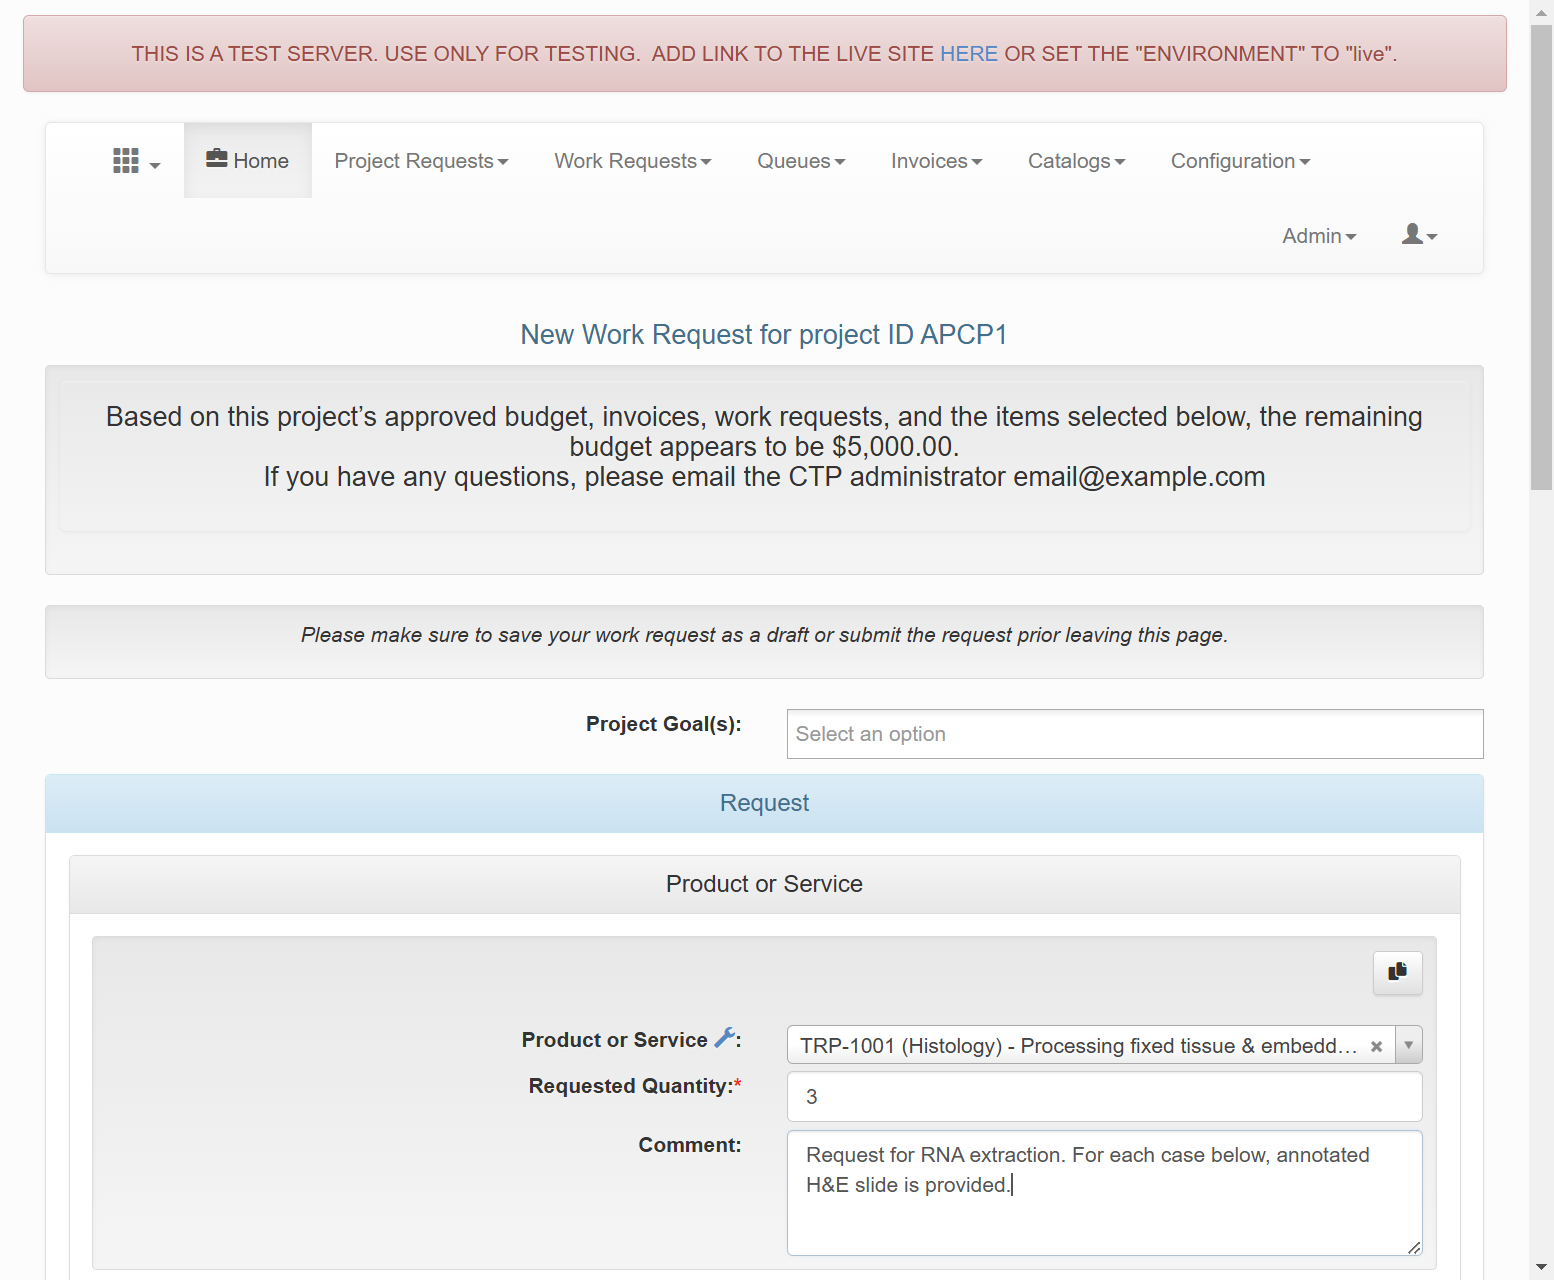 THIS IS A TEST SERVER. USE ONLY FOR TESTING.  ADD LINK TO THE LIVE SITE HERE OR SET THE "ENVIRONMENT" TO "live".
Home Project Requests Work Requests Queues Invoices Catalogs Configuration
Admin
New Work Request for project ID APCP1
Based on this project’s approved budget, invoices, work requests, and the items selected below, the remaining
budget appears to be $5,000.00.
If you have any questions, please email the CTP administrator email@example.com
Please make sure to save your work request as a draft or submit the request prior leaving this page.
Project Goal(s):
Select an option
Request
Product or Service
Product or Service :
TRP-1001 (Histology) - Processing fixed tissue & embedd...
Requested Quantity:*
3
Comment:
Request for RNA extraction. For each case below, annotated
H&E slide is provided.